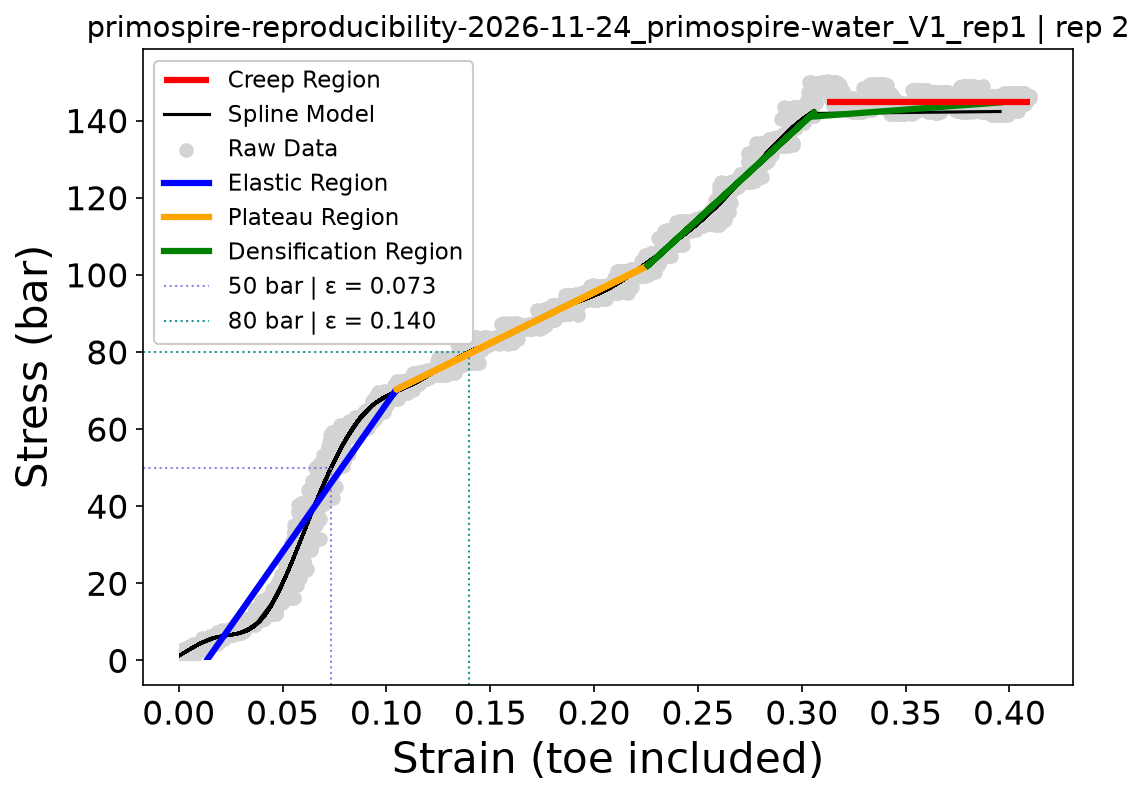 primospire-reproducibility-2026-11-24_primospire-water_V1_rep1 | rep 2
Creep Region
Spline Model
Raw Data
Elastic Region
Plateau Region
Densification Region
50 bar | ε = 0.073
80 bar | ε = 0.140
Stress (bar)
140
120
100
80
60
40
20
0
0.00 0.05 0.10 0.15 0.20 0.25 0.30 0.35 0.40
Strain (toe included)